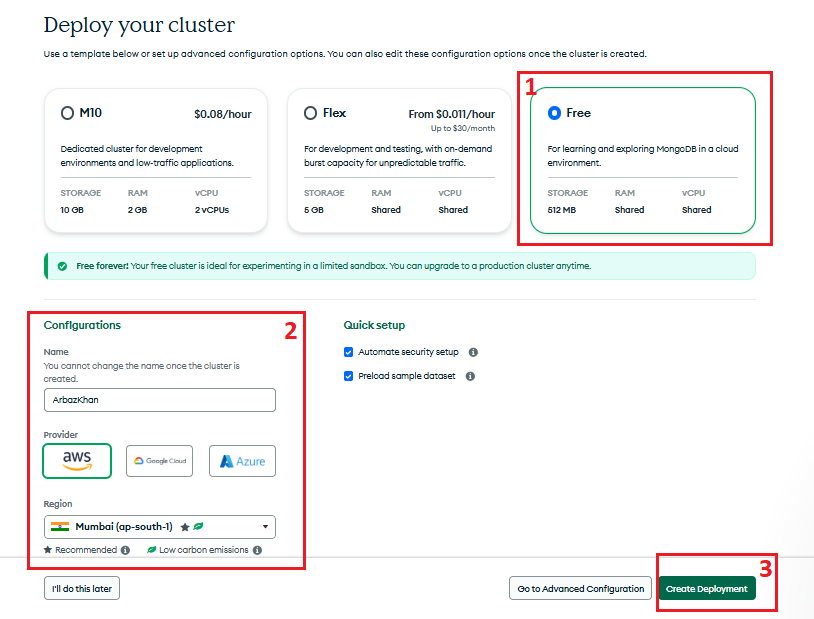 Deploy your cluster
Use a template below or set up advanced configuration options. You can also edit these configuration options once the cluster is created.
1
M10 $0.08/hour
Dedicated cluster for development
environments and low-traffic applications.
STORAGE RAM vCPU
10 GB 2 GB 2 vCPUs
Flex From $0.011/hour
Up to $30/month
For development and testing, with on-demand
burst capacity for unpredictable traffic.
STORAGE RAM vCPU
5 GB Shared Shared
Free
For learning and exploring MongoDB in a cloud
environment.
STORAGE RAM vCPU
512 MB Shared Shared
Free forever! Your free cluster is ideal for experimenting in a limited sandbox. You can upgrade to a production cluster anytime.
Configurations 2
Name
You cannot change the name once the cluster is
created.
ArbazKhan
Provider
aws Google Cloud Azure
Region
Mumbai (ap-south-1)
Recommended Low carbon emissions
Quick setup
Automate security setup
Preload sample dataset
3
I'll do this later Go to Advanced Configuration Create Deployment